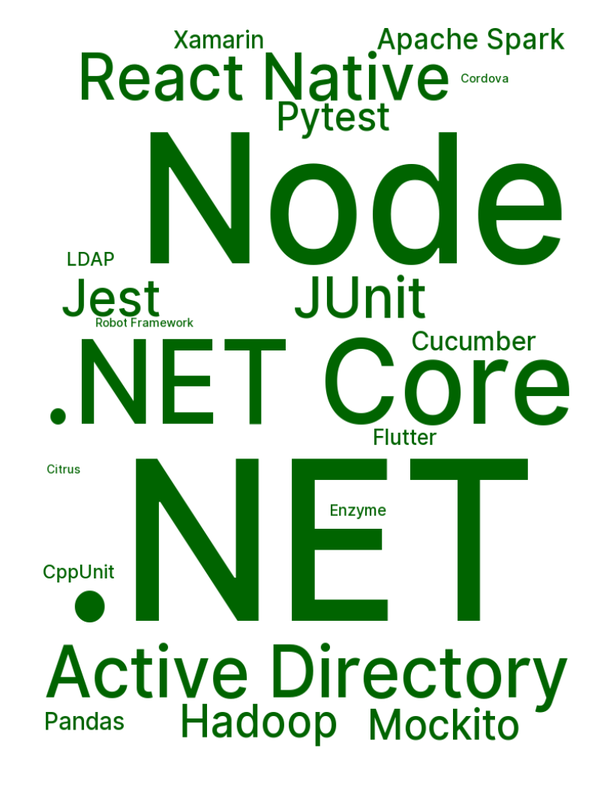 Xamarin
Apache Spark
React Native
Cordova
Pytest
Node
LDAP
Jest
JUnit
Robot Framework
Cucumber
.NET Core
Flutter
Citrus
.NET
Enzyme
CppUnit
Active Directory
Pandas
Hadoop
Mockito